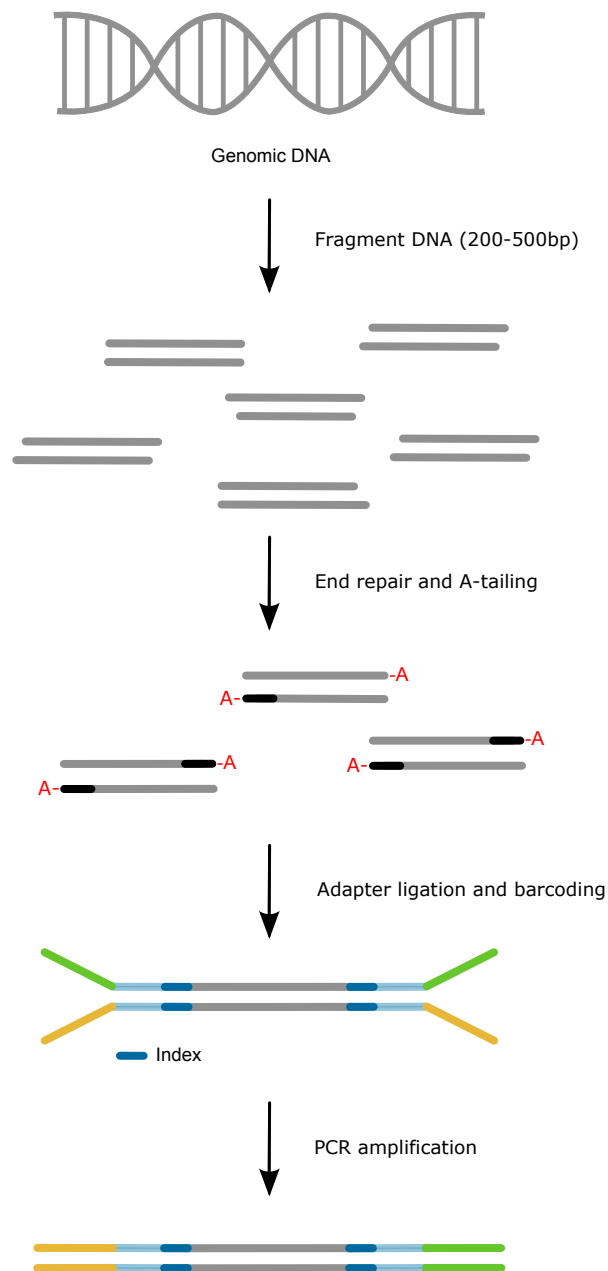 Genomic DNA
Fragment DNA (200-500bp)
End repair and A-tailing
-A
A-
-A
A-
-A
A-
Adapter ligation and barcoding
Index
PCR amplification